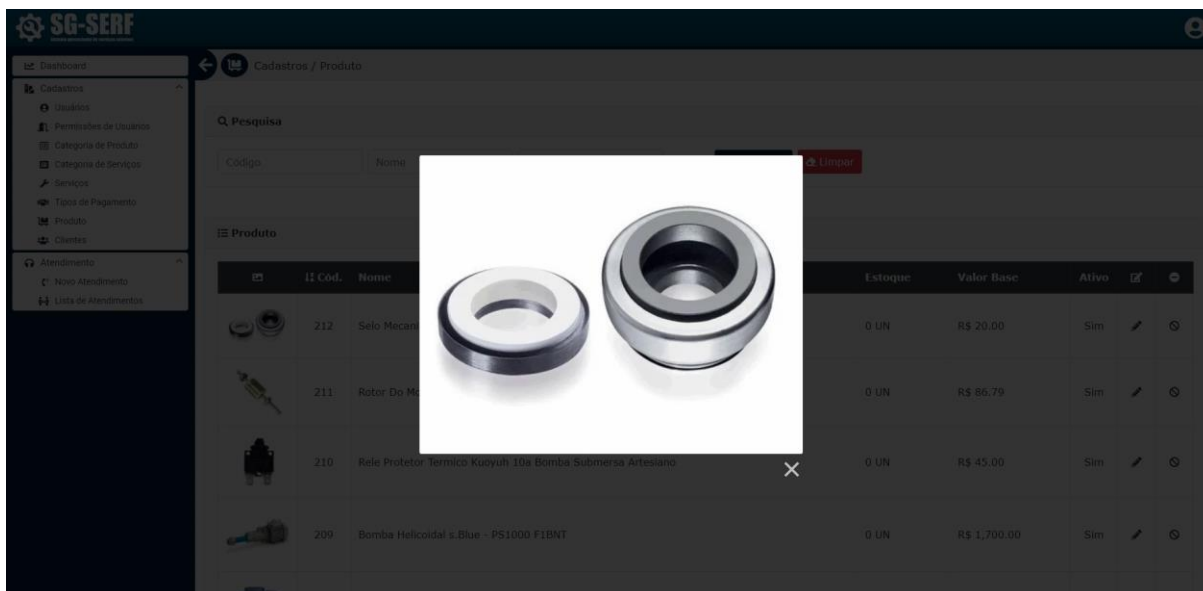 SG-SERF
Dashboard
Cadastros / Produto
Cadastros
Usuários
Permissões de Usuários
Categoria de Produto
Categoria de Serviços
Serviços
Tipos de Pagamento
Produto
Clientes
Atendimento
Novo Atendimento
Lista de Atendimentos
Pesquisa
Código
Nome
Limpar
Produto
Cód. Nome Estoque Valor Base Ativo
212 Selo 0 UN R$ 20.00 Sim
211 Rotor Do 0 UN R$ 86.79 Sim
210 Rele Protetor Termico Kuoyuh 10a Bomba Submersa Artesiano 0 UN R$ 45.00 Sim
209 Bomba Helicoidal s.Blue - PS1000 F1BNT 0 UN R$ 1,700.00 Sim